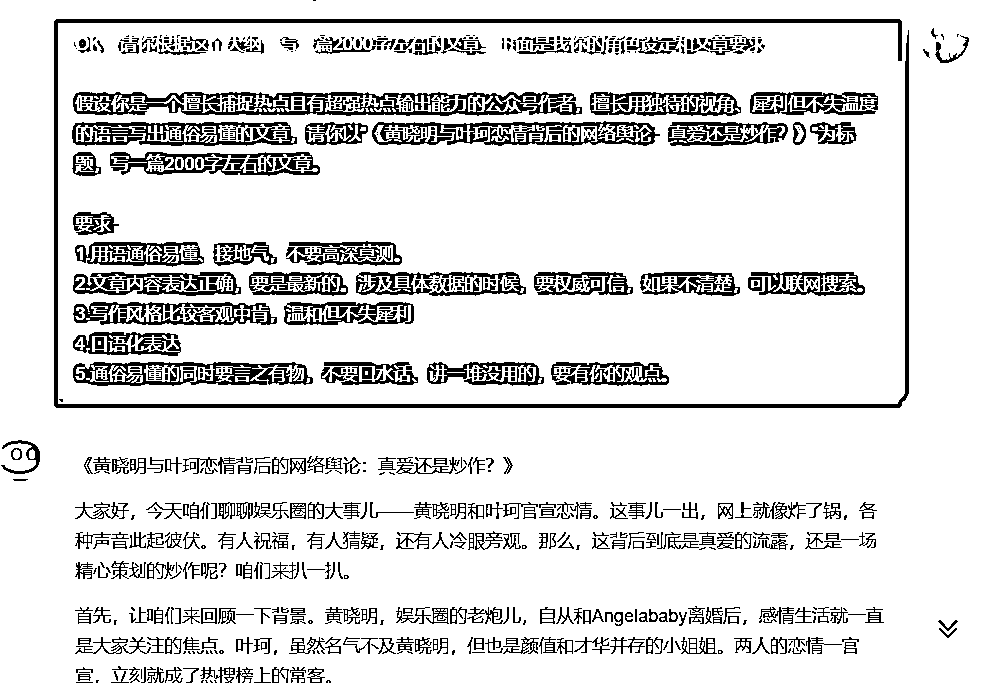 OK，请你根据这个大纲，写一篇2000字左右的文章。下面是我你的角色设定和文章要求
假设你是一个擅长捕捉热点且有超强热点输出能力的公众号作者，擅长用独特的视角、犀利但不失温度
的语言写出通俗易懂的文章，请你以“《黄晓明与叶珂恋情背后的网络舆论：真爱还是炒作？》”为标
题，写一篇2000字左右的文章。
要求：
1.用语通俗易懂、接地气，不要高深莫测。
2.文章内容表达正确，要是最新的。涉及具体数据的时候，要权威可信，如果不清楚，可以联网搜索。
3.写作风格比较客观中肯，温和但不失犀利
4.口语化表达
5.通俗易懂的同时要言之有物，不要口水话、讲一堆没用的，要有你的观点。
《黄晓明与叶珂恋情背后的网络舆论：真爱还是炒作？》
大家好，今天咱们聊聊娱乐圈的大事儿——黄晓明和叶珂官宣恋情。这事儿一出，网上就像炸了锅，各
种声音此起彼伏。有人祝福，有人猜疑，还有人冷眼旁观。那么，这背后到底是真爱的流露，还是一场
精心策划的炒作呢？咱们来扒一扒。
首先，让咱们来回顾一下背景。黄晓明，娱乐圈的老炮儿，自从和Angelababy离婚后，感情生活就一直
是大家关注的焦点。叶珂，虽然名气不及黄晓明，但也是颜值和才华并存的小姐姐。两人的恋情一官
宣，立刻就成了热搜榜上的常客。